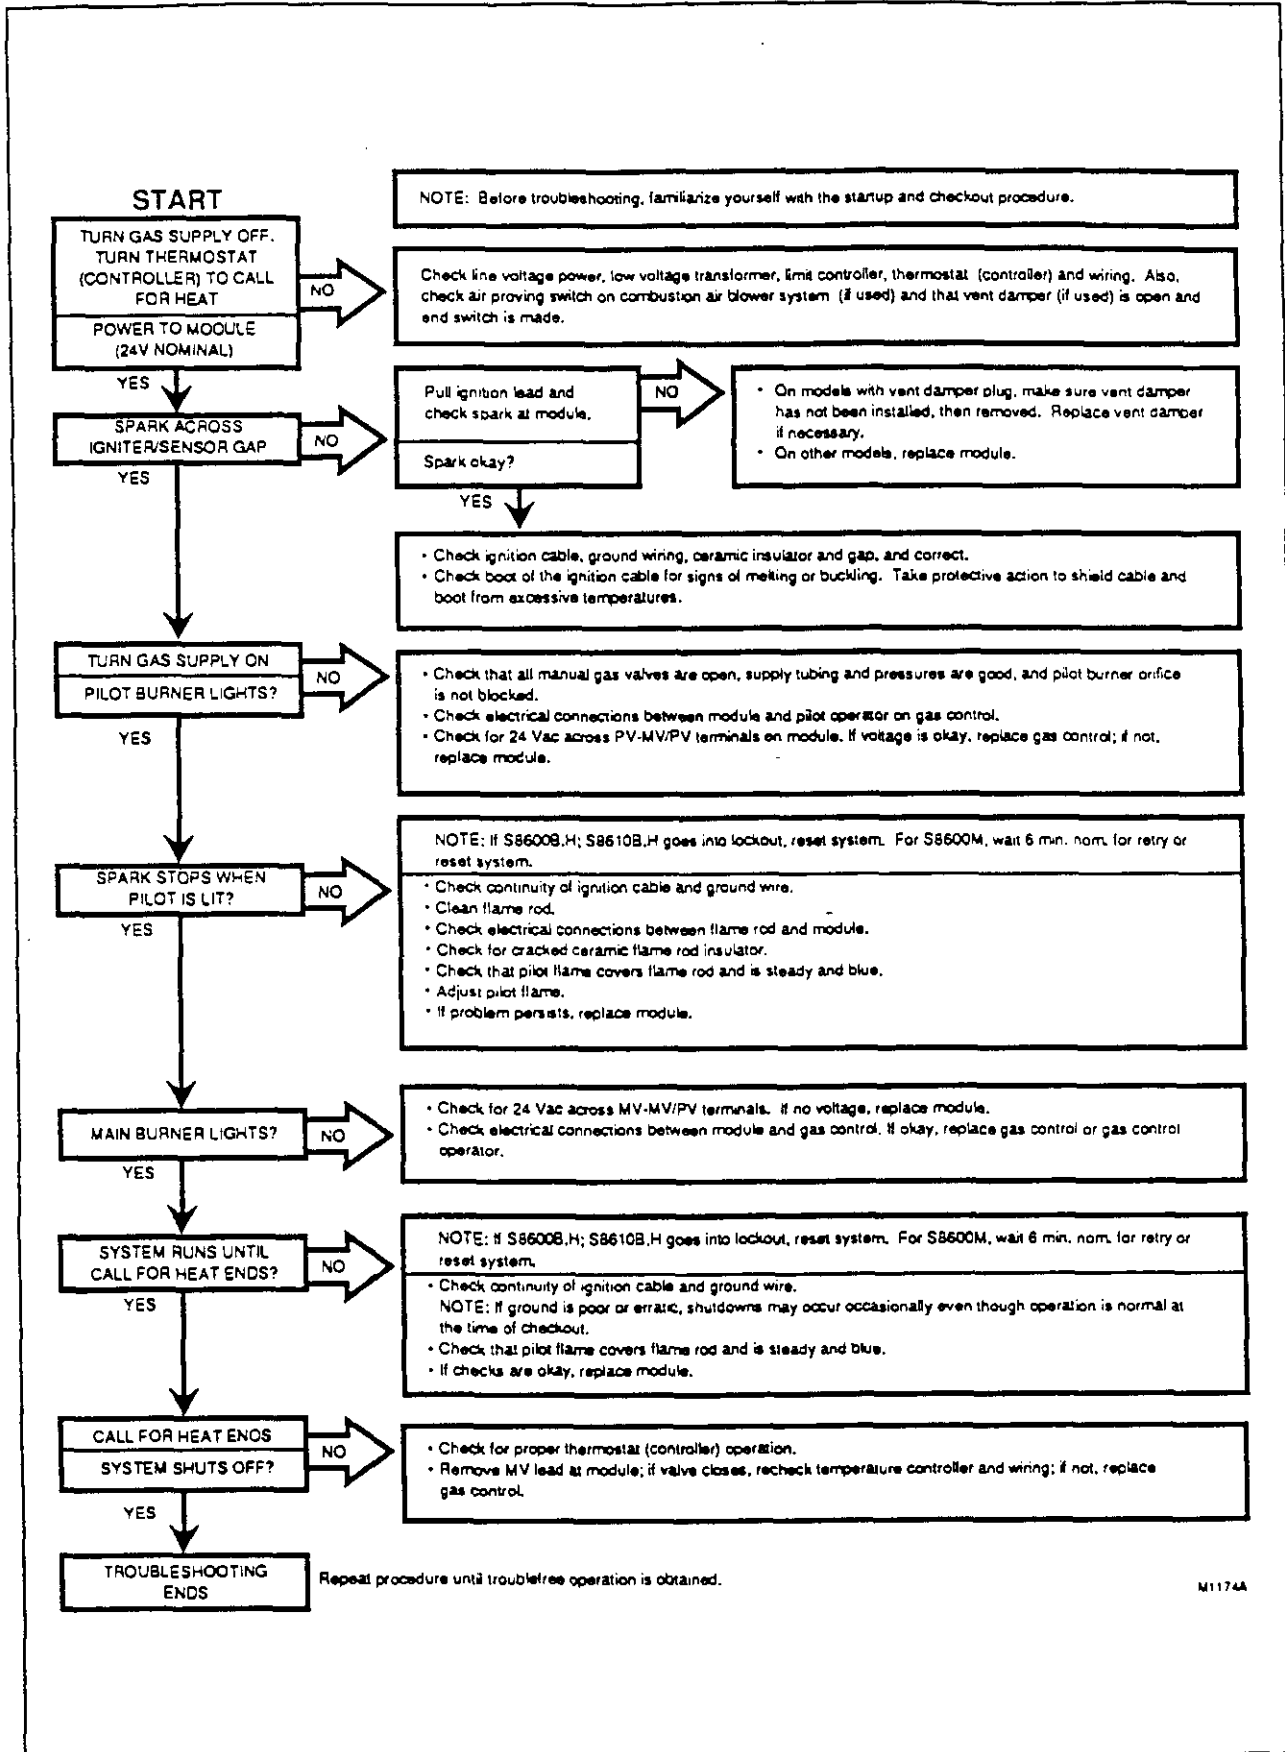 START
NOTE: Before troubleshooting, familiarize yourself with the startup and checkout procedure.
TURN GAS SUPPLY OFF.
TURN THERMOSTAT
(CONTROLLER) TO CALL
FOR HEAT
POWER TO MODULE
(24V NOMINAL)
NO
Check line voltage power, low voltage transformer, limit controller, thermostat (controller) and wiring. Also,
check air proving switch on combustion air blower system (if used) and that vent damper (if used) is open and
end switch is made.
YES
SPARK ACROSS
IGNITER/SENSOR GAP
NO
Pull ignition lead and
check spark at module.
Spark okay?
NO
• On models with vent damper plug, make sure vent damper
has not been installed, then removed. Replace vent damper
if necessary.
• On other models, replace module.
YES
YES
• Check ignition cable, ground wiring, ceramic insulator and gap, and correct.
• Check boot of the ignition cable for signs of melting or buckling. Take protective action to shield cable and
boot from excessive temperatures.
TURN GAS SUPPLY ON
PILOT BURNER LIGHTS?
NO
• Check that all manual gas valves are open, supply tubing and pressures are good, and pilot burner orifice
is not blocked.
• Check electrical connections between module and pilot operator on gas control.
• Check for 24 Vac across PV-MV/PV terminals on module. If voltage is okay, replace gas control; if not,
replace module.
YES
SPARK STOPS WHEN
PILOT IS LIT?
NO
NOTE: If S8600B,H; S8610B,H goes into lockout, reset system. For S8600M, wait 6 min. nom. for retry or
reset system.
• Check continuity of ignition cable and ground wire.
• Clean flame rod.
• Check electrical connections between flame rod and module.
• Check for cracked ceramic flame rod insulator.
• Check that pilot flame covers flame rod and is steady and blue.
• Adjust pilot flame.
• If problem persists, replace module.
YES
MAIN BURNER LIGHTS?
NO
• Check for 24 Vac across MV-MV/PV terminals. If no voltage, replace module.
• Check electrical connections between module and gas control. If okay, replace gas control or gas control
operator.
YES
SYSTEM RUNS UNTIL
CALL FOR HEAT ENDS?
NO
NOTE: If S8600B,H; S8610B,H goes into lockout, reset system. For S8600M, wait 6 min. nom. for retry or
reset system.
• Check continuity of ignition cable and ground wire.
NOTE: If ground is poor or erratic, shutdowns may occur occasionally even though operation is normal at
the time of checkout.
• Check that pilot flame covers flame rod and is steady and blue.
• If checks are okay, replace module.
YES
CALL FOR HEAT ENDS
SYSTEM SHUTS OFF?
NO
• Check for proper thermostat (controller) operation.
• Remove MV lead at module; if valve closes, recheck temperature controller and wiring; if not, replace
gas control.
YES
TROUBLESHOOTING
ENDS
Repeat procedure until troublefree operation is obtained.
M1174A